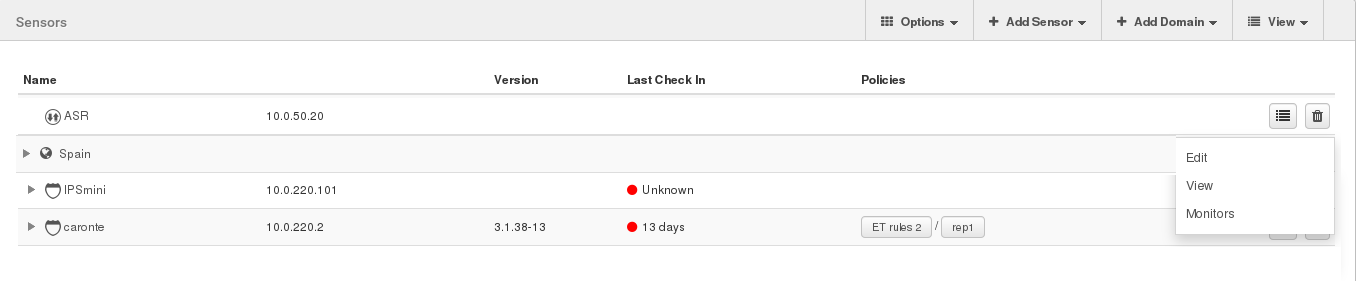 Sensors Options Add Sensor Add Domain View
Name Version Last Check In Policies
ASR 10.0.50.20
Spain
Edit
IPSmini 10.0.220.101 Unknown
View
Monitors
caronte 10.0.220.2 3.1.38-13 13 days ET rules 2 / rep1